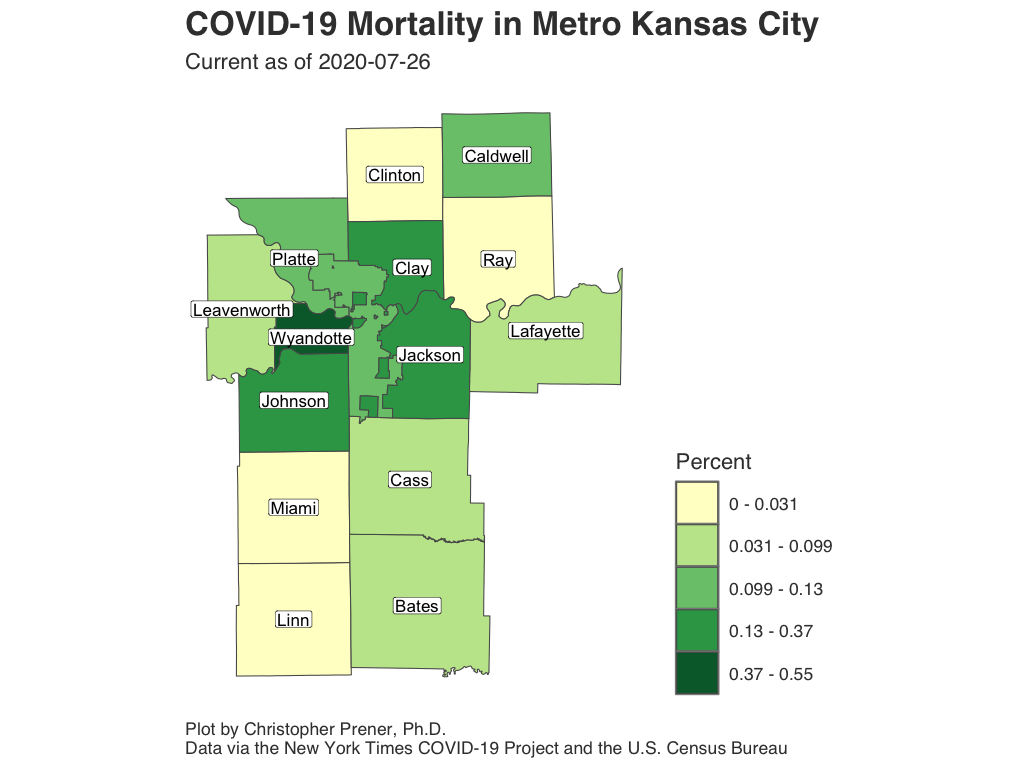 COVID-19 Mortality in Metro Kansas City
Current as of 2020-07-26
Caldwell
Clinton
Platte
Clay
Ray
Leavenworth
Lafayette
Wyandotte
Jackson
Johnson
Cass
Miami
Bates
Linn
Percent
0 - 0.031
0.031 - 0.099
0.099 - 0.13
0.13 - 0.37
0.37 - 0.55
Plot by Christopher Prener, Ph.D.
Data via the New York Times COVID-19 Project and the U.S. Census Bureau